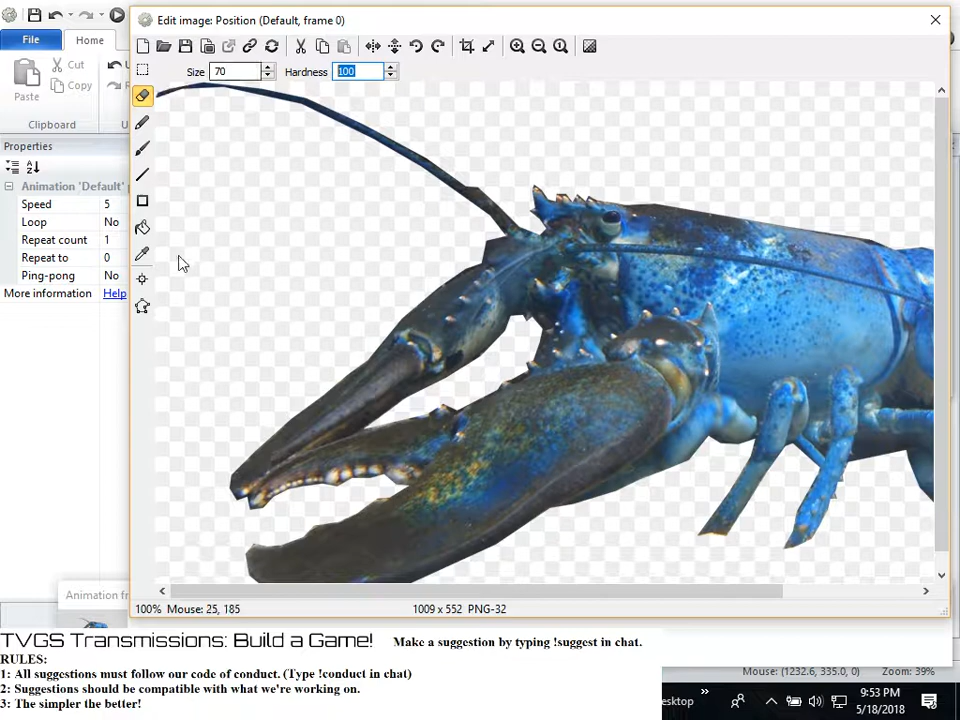 Edit image: Position (Default, frame 0)
File
Home
Paste
Cut
Copy
Clipboard
Size 70 Hardness 100
Properties
Animation 'Default'
Speed 5
Loop No
Repeat count 1
Repeat to 0
Ping-pong No
More information Help
Animation
100% Mouse: 25, 185 1009 x 552 PNG-32
TVGS Transmissions: Build a Game! Make a suggestion by typing !suggest in chat.
RULES:
1: All suggestions must follow our code of conduct. (Type !conduct in chat)
2: Suggestions should be compatible with what we're working on.
3: The simpler the better!
Mouse: (1232.6, 335.0, 0) Zoom: 39%
9:53 PM
5/18/2018